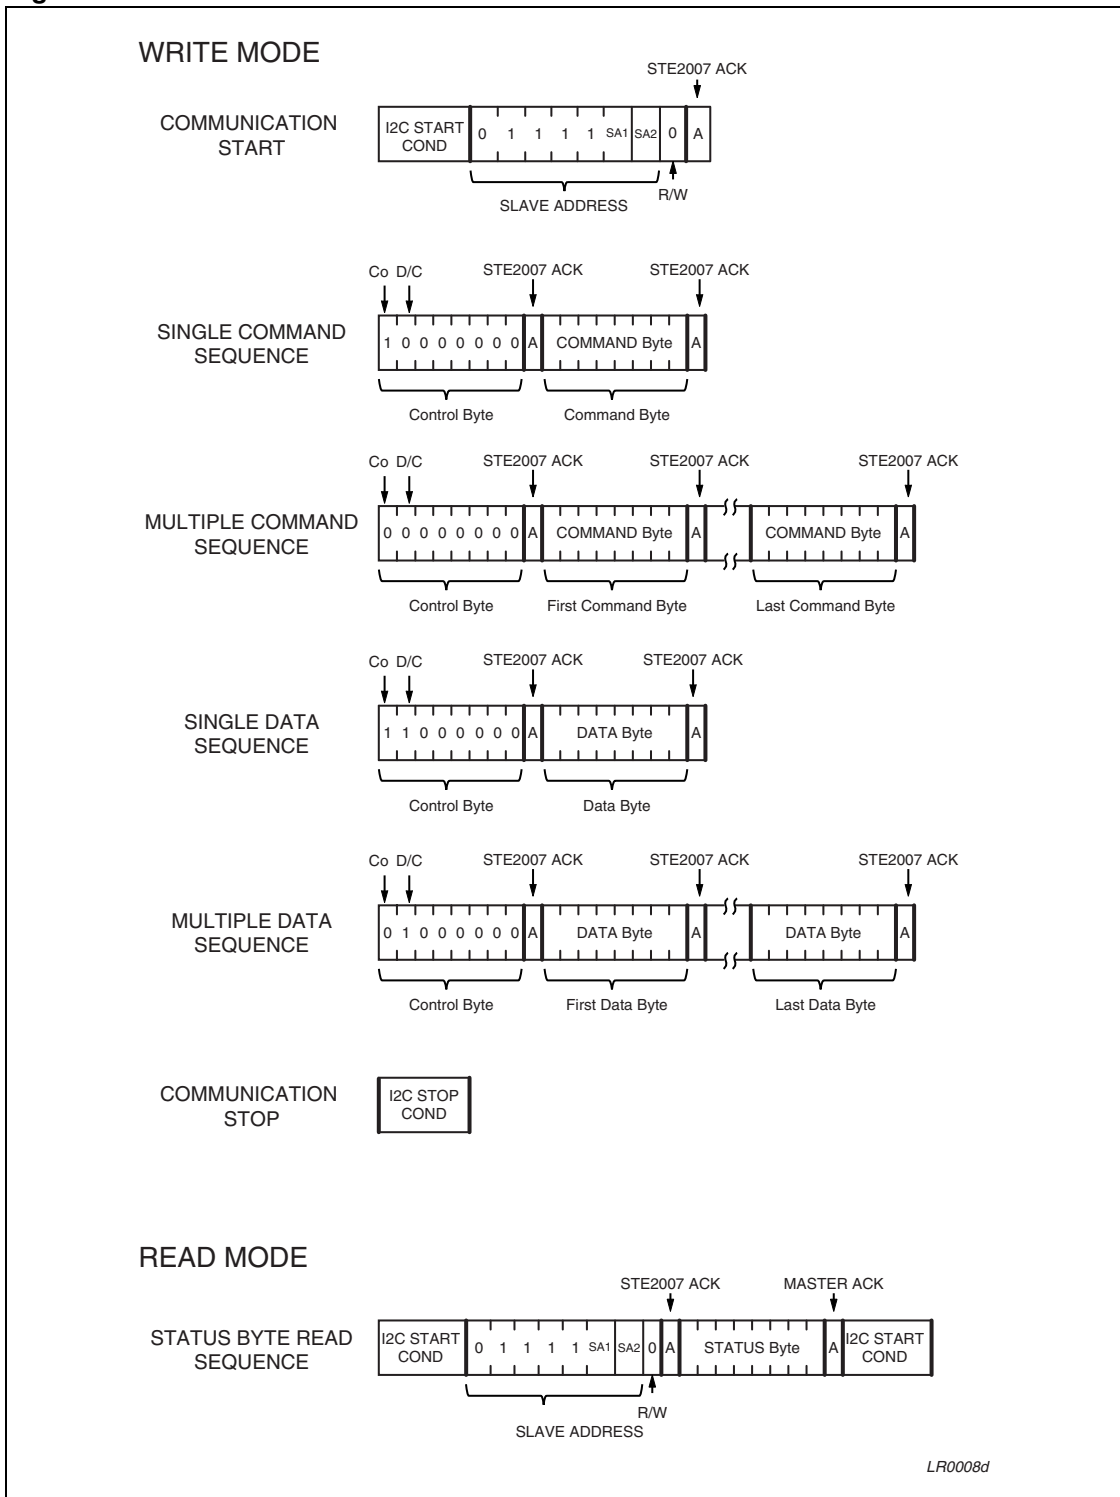 WRITE MODE
STE2007 ACK
COMMUNICATION
START
I2C START
COND
0 1 1 1 1 SA1 SA2 0 A
R/W
SLAVE ADDRESS
Co D/C STE2007 ACK STE2007 ACK
SINGLE COMMAND
SEQUENCE
1 0 0 0 0 0 0 0 A COMMAND Byte A
Control Byte Command Byte
Co D/C STE2007 ACK STE2007 ACK STE2007 ACK
MULTIPLE COMMAND
SEQUENCE
0 0 0 0 0 0 0 0 A COMMAND Byte A COMMAND Byte A
Control Byte First Command Byte Last Command Byte
Co D/C STE2007 ACK STE2007 ACK
SINGLE DATA
SEQUENCE
1 1 0 0 0 0 0 0 A DATA Byte A
Control Byte Data Byte
Co D/C STE2007 ACK STE2007 ACK STE2007 ACK
MULTIPLE DATA
SEQUENCE
0 1 0 0 0 0 0 0 A DATA Byte A DATA Byte A
Control Byte First Data Byte Last Data Byte
COMMUNICATION
STOP
I2C STOP
COND
READ MODE
STE2007 ACK MASTER ACK
STATUS BYTE READ
SEQUENCE
I2C START
COND
0 1 1 1 1 SA1 SA2 0 A STATUS Byte A
I2C START
COND
R/W
SLAVE ADDRESS
LR0008d